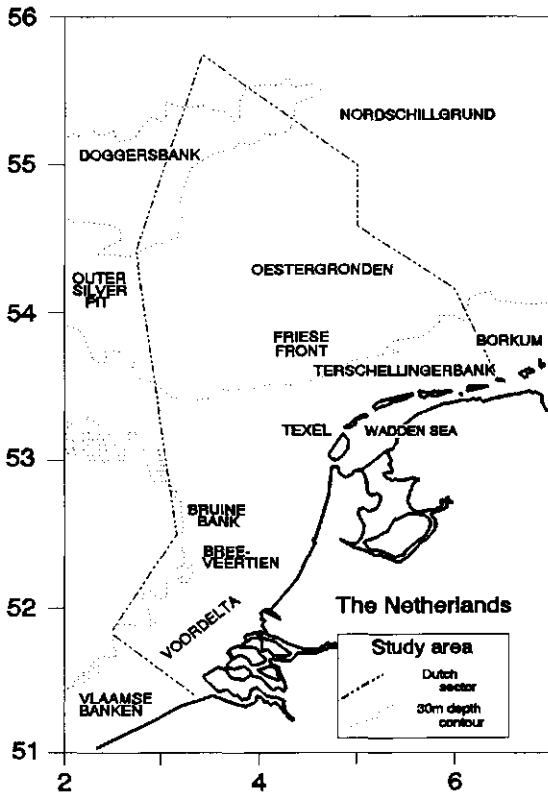 56
NORDSCHILLGRUND
DOGGERSBANK
55
OESTERGRONDEN
OUTER
SILVER
PIT
54
FRIESE
FRONT
BORKUM
TERSCHELLINGERBANK
TEXEL
WADDEN SEA
53
BRUINE
BANK
BREE-
VEERTIEN
52
VOORDELTA
The Netherlands
Study area
Dutch
sector
30m depth
contour
VLAAMSE
BANKEN
51
2
4
6